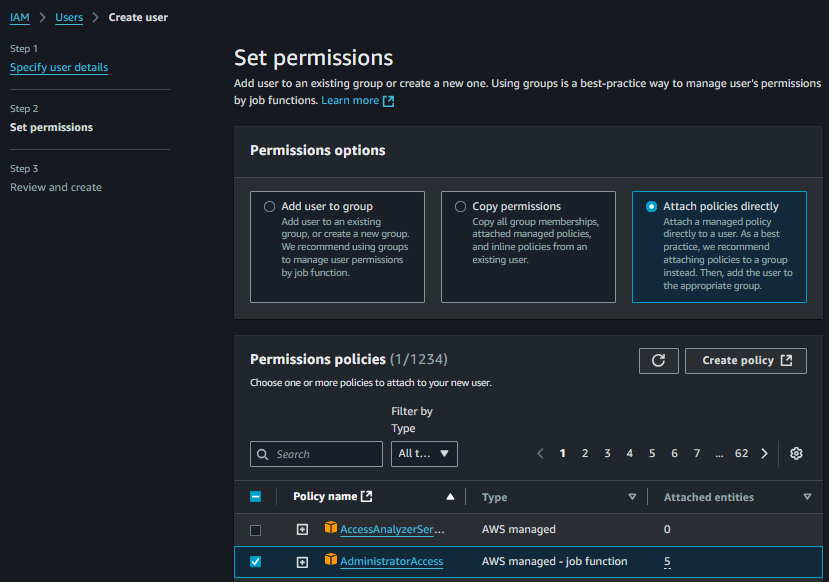 IAM > Users > Create user
Step 1
Specify user details
Step 2
Set permissions
Step 3
Review and create
Set permissions
Add user to an existing group or create a new one. Using groups is a best-practice way to manage user's permissions
by job functions. Learn more
Permissions options
Add user to group
Add user to an existing
group, or create a new group.
We recommend using groups
to manage user permissions
by job function.
Copy permissions
Copy all group memberships,
attached managed policies,
and inline policies from an
existing user.
Attach policies directly
Attach a managed policy
directly to a user. As a best
practice, we recommend
attaching policies to a group
instead. Then, add the user to
the appropriate group.
Permissions policies (1/1234)
Choose one or more policies to attach to your new user.
Create policy
Filter by
Type
Search
All t...
1 2 3 4 5 6 7 ... 62
Policy name Type Attached entities
AccessAnalyzerSer... AWS managed 0
AdministratorAccess AWS managed - job function 5